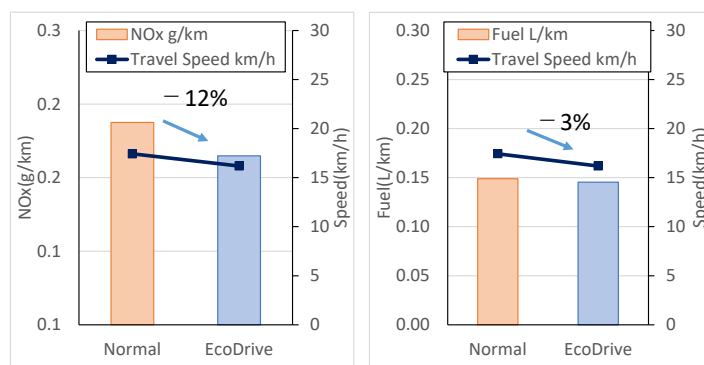 NOx g/km
Travel Speed km/h
－12%
0.3
0.2
0.2
0.1
0.1
NOx(g/km)
30
25
20
15
10
5
0
Speed(km/h)
Normal
EcoDrive
Fuel L/km
Travel Speed km/h
－3%
0.30
0.25
0.20
0.15
0.10
0.05
0.00
Fuel(L/km)
30
25
20
15
10
5
0
Speed(km/h)
Normal
EcoDrive